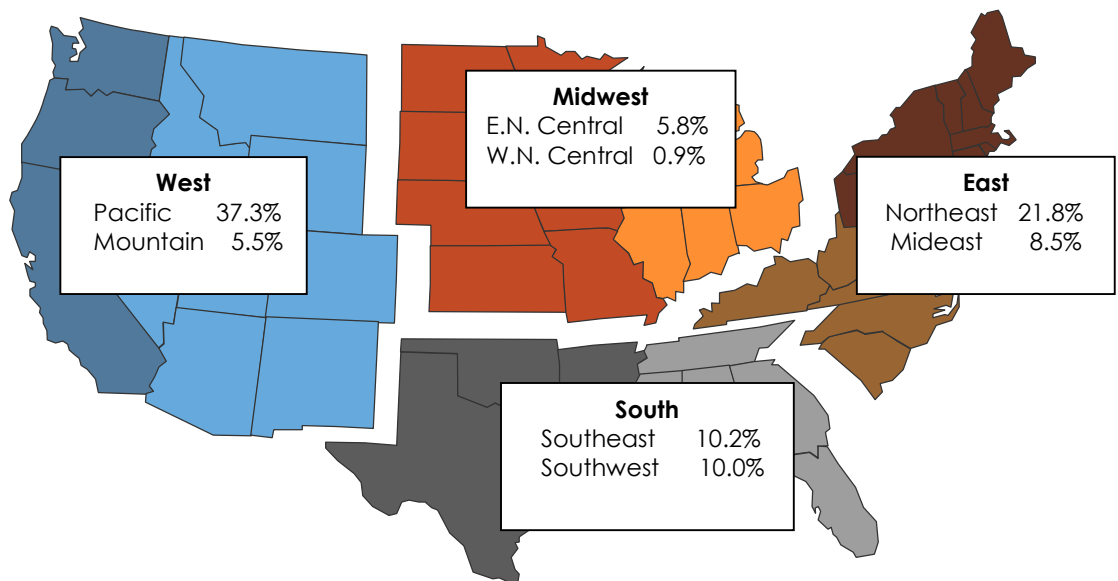 Midwest
E.N. Central 5.8%
W.N. Central 0.9%
West
Pacific 37.3%
Mountain 5.5%
East
Northeast 21.8%
Mideast 8.5%
South
Southeast 10.2%
Southwest 10.0%